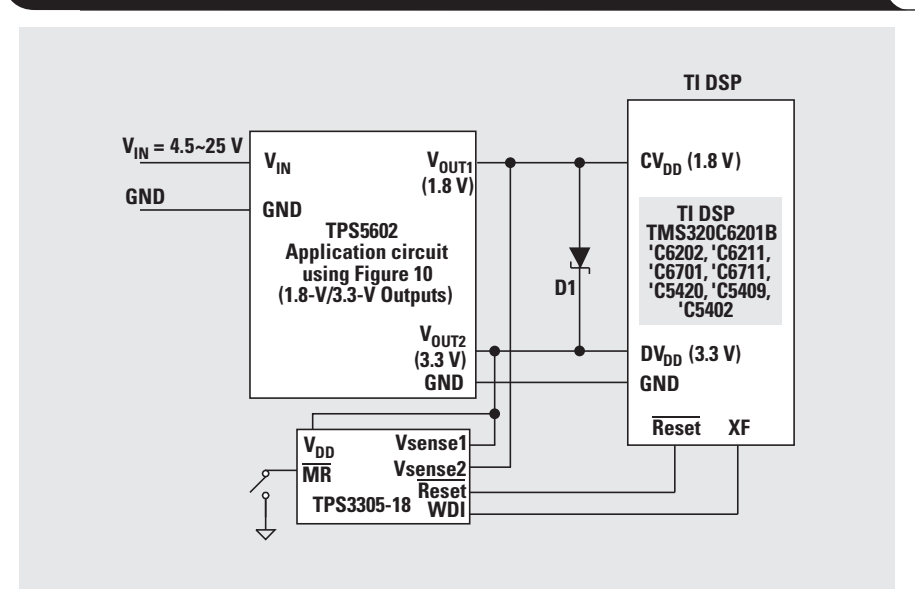 TI DSP
V_IN = 4.5~25 V
GND
V_IN
GND
V_OUT1
(1.8 V)
TPS5602
Application circuit
using Figure 10
(1.8-V/3.3-V Outputs)
V_OUT2
(3.3 V)
GND
D1
CV_DD (1.8 V)
TI DSP
TMS320C6201B
'C6202, 'C6211,
'C6701, 'C6711,
'C5420, 'C5409,
'C5402
DV_DD (3.3 V)
GND
Reset XF
V_DD Vsense1
MR Vsense2
Reset
TPS3305-18 WDI